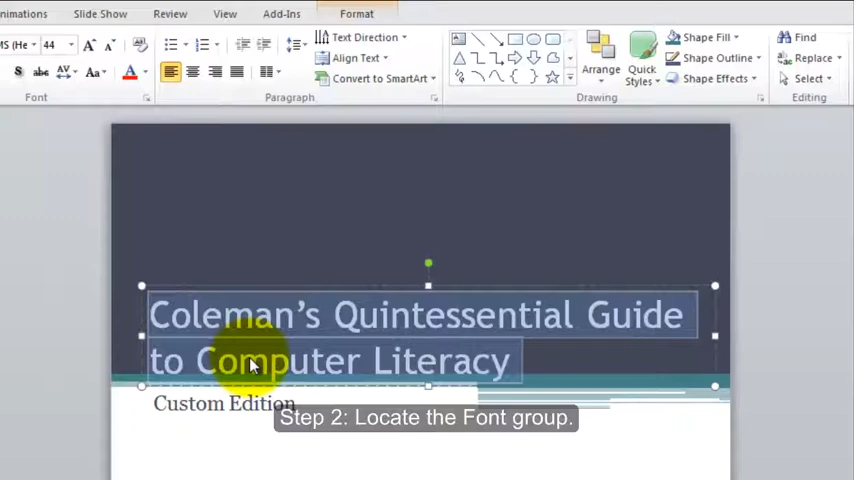 nimations Slide Show Review View Add-Ins Format
MS (He 44
Text Direction
Shape Fill
Find
Align Text
Shape Outline
Replace
Arrange
Quick
Styles
Convert to SmartArt
Shape Effects
Select
Font Paragraph Drawing Editing
Coleman's Quintessential Guide
to Computer Literacy
Custom Edition
Step 2: Locate the Font group.